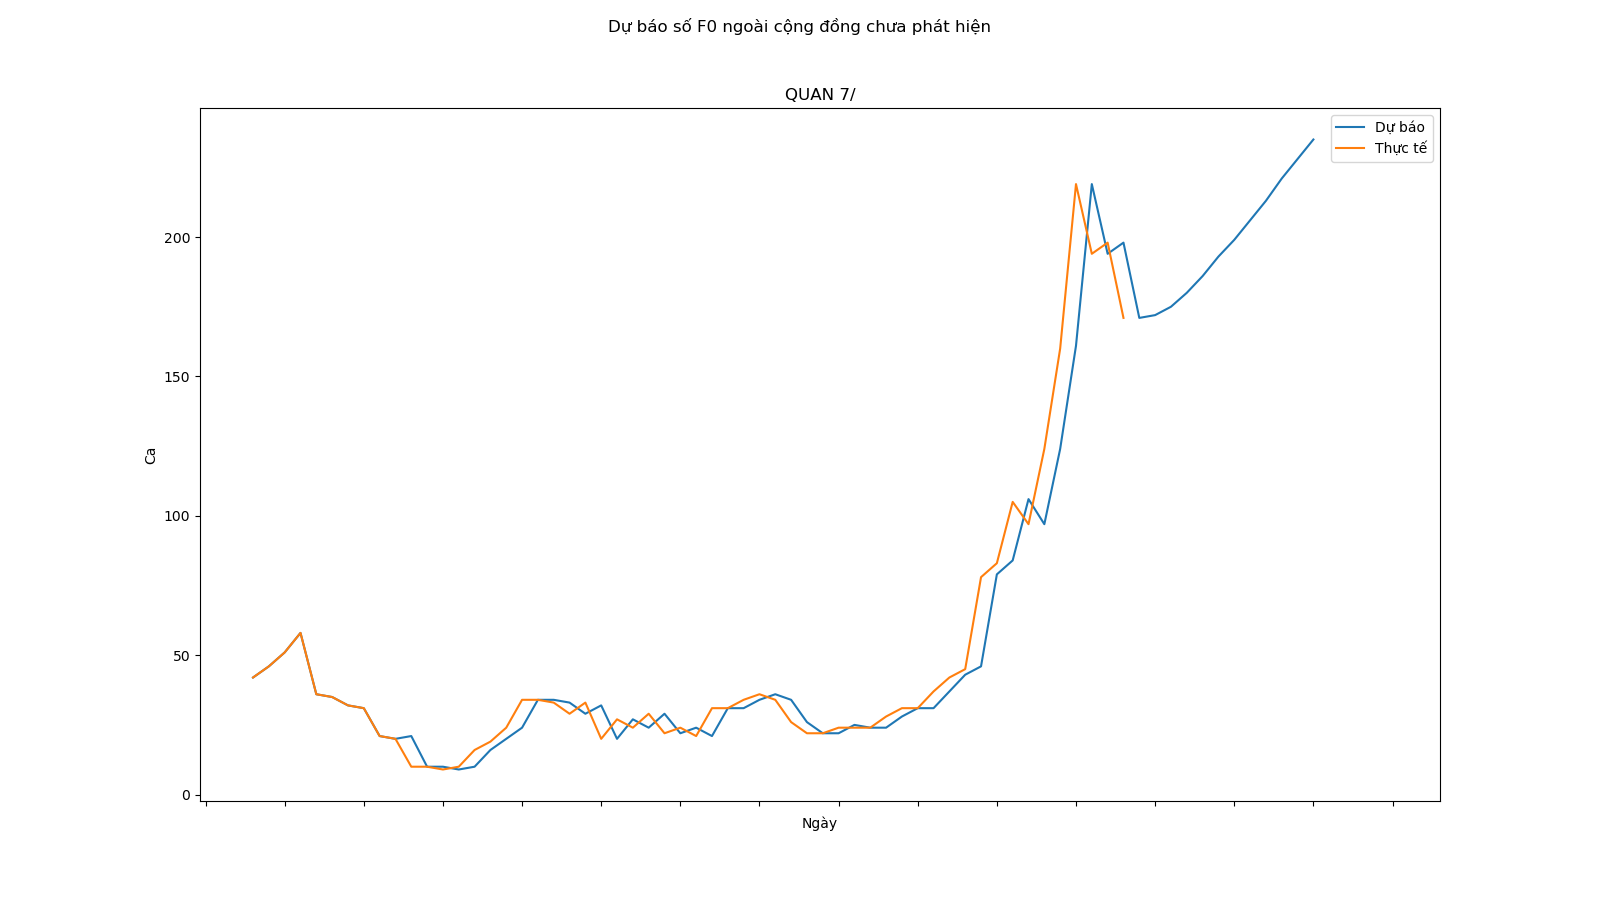 Dự báo số F0 ngoài cộng đồng chưa phát hiện
QUAN 7/
Dự báo
Thực tế
200
150
100
50
0
Ca
Ngày